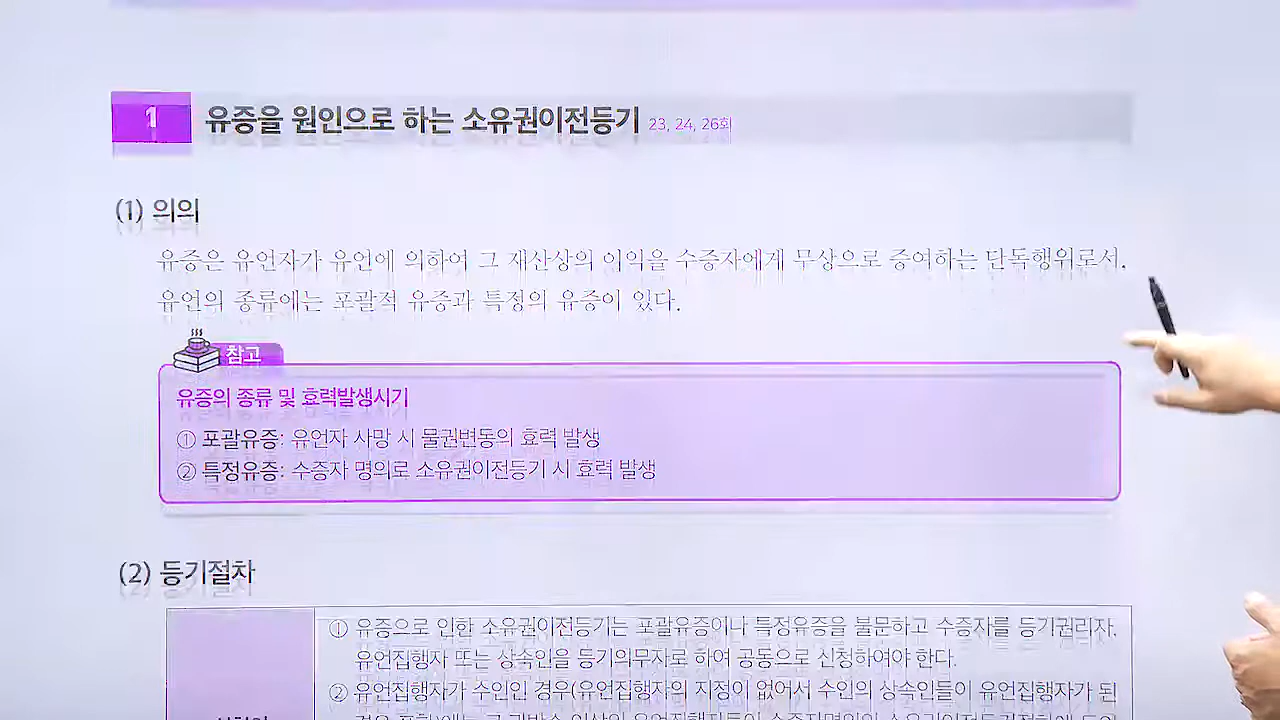 1 유증을 원인으로 하는 소유권이전등기 23, 24, 26회
(1) 의의
유증은 유언자가 유언에 의하여 그 재산상의 이익을 수증자에게 무상으로 증여하는 단독행위로서,
유언의 종류에는 포괄적 유증과 특정의 유증이 있다.
참고
유증의 종류 및 효력발생시기
① 포괄유증: 유언자 사망 시 물권변동의 효력 발생
② 특정유증: 수증자 명의로 소유권이전등기 시 효력 발생
(2) 등기절차
① 유증으로 인한 소유권이전등기는 포괄유증이나 특정유증을 불문하고 수증자를 등기권리자,
유언집행자 또는 상속인을 등기의무자로 하여 공동으로 신청하여야 한다.
② 유언집행자가 수인인 경우(유언집행자의 지정이 없어서 수인의 상속인들이 유언집행자가 된